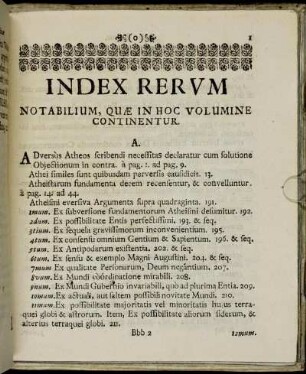 (o)
1
INDEX RERVM
NOTABILIUM, QUÆ IN HOC VOLUMINE
CONTINENTUR.
A.
ADversùs Atheos scribendi necessitas declaratur cum solutione
Objectionum in contra. à pag. 1. ad pag. 9.
Athei similes sunt quibusdam perversis causidicis. 13.
Atheistarum fundamenta decem recensentur, & convelluntur.
à pag. 14. ad 44.
Atheismi eversiva Argumenta supra quadraginta. 191.
1mum. Ex subversione fundamentorum Atheismi desumitur. 192.
2dum. Ex possibilitate Entis perfectissimi. 193. & seq.
3tium. Ex sequela gravissimorum inconvenientium. 195.
4tum. Ex consensu omnium Gentium & Sapientum. 196. & seq.
5tum. Ex Antipodarum existentia. 202. & seq.
6tum. Ex sensu & exemplo Magni Augustini. 204. & seq.
7mum. Ex qualitate Periorum, Deum negantium. 207.
8vum. Ex Mundi coordinatione mirabili. 208.
9num. Ex Mundi Gubernio invariabili, quò ad plurima Entia. 209.
10mum. Ex actuali, aut saltem possibili novitate Mundi. 210.
11mum. Ex possibilitate majoritatis vel minoritatis hujus terra-
quei globi & astrorum. Item, Ex possibilitate aliorum siderum, &
alterius terraquei globi. 211.
Bbb 2
12mum.